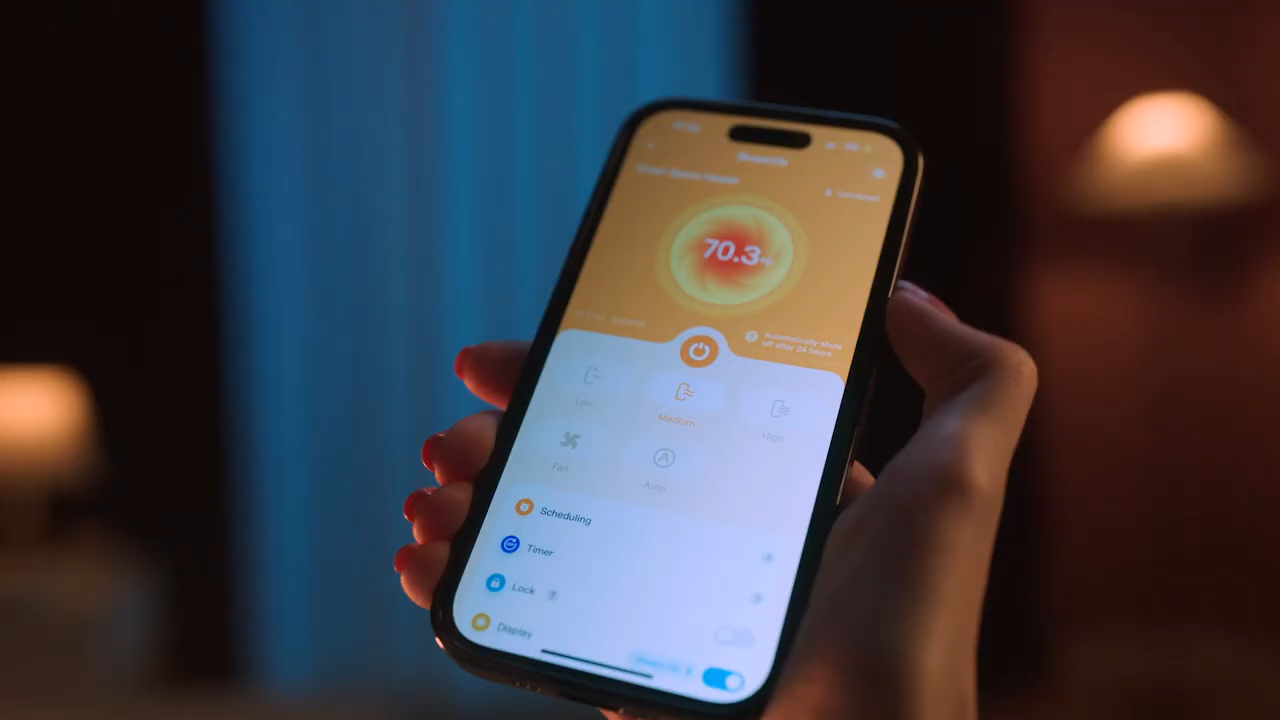 70.3
Automatically shuts
off after 24 hours
Low
Medium
High
Fan
Auto
Scheduling
Timer
Lock
Display